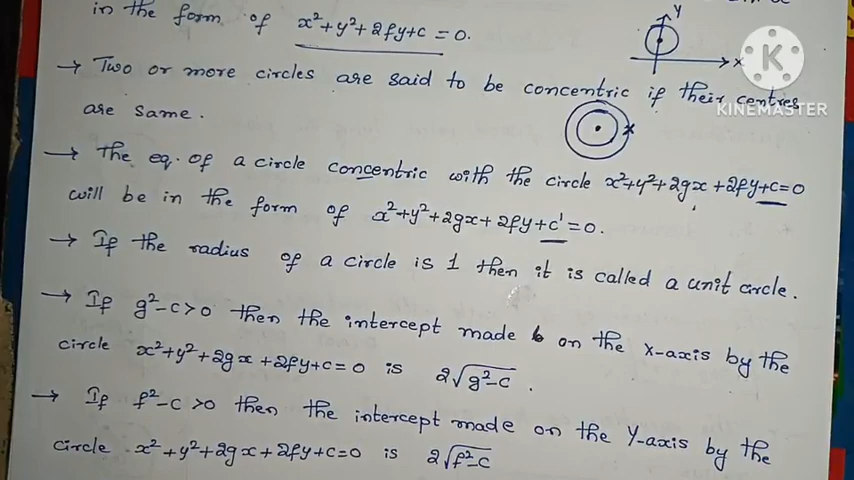 in the form of x²+y²+2fy+c = 0.
Y
X
K
KINEMASTER
→ Two or more circles are said to be concentric if their centres
are same.
→ The eq. of a circle concentric with the circle x²+y²+2gx+2fy+c=0
will be in the form of x²+y²+2gx+2fy+c'=0.
→ If the radius of a circle is 1 then it is called a unit circle.
→ If g²-c>0 then the intercept made on the x-axis by the
circle x²+y²+2gx+2fy+c=0 is 2√g²-c .
→ If f²-c>0 then the intercept made on the Y-axis by the
circle x²+y²+2gx+2fy+c=0 is 2√f²-c